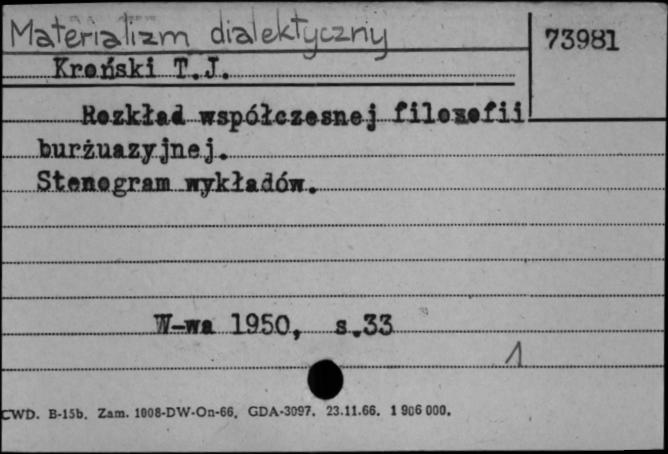 Materializm dialektyczny
73981
Kroński T.J.
Rozkład współczesnej filozofii
burżuazyjnej.
Stenogram wykładów.
W-wa 1950, s.33
1
CWD. B-15b. Zam. 1008-DW-On-66. GDA-3097. 23.11.66. 1 906 000.